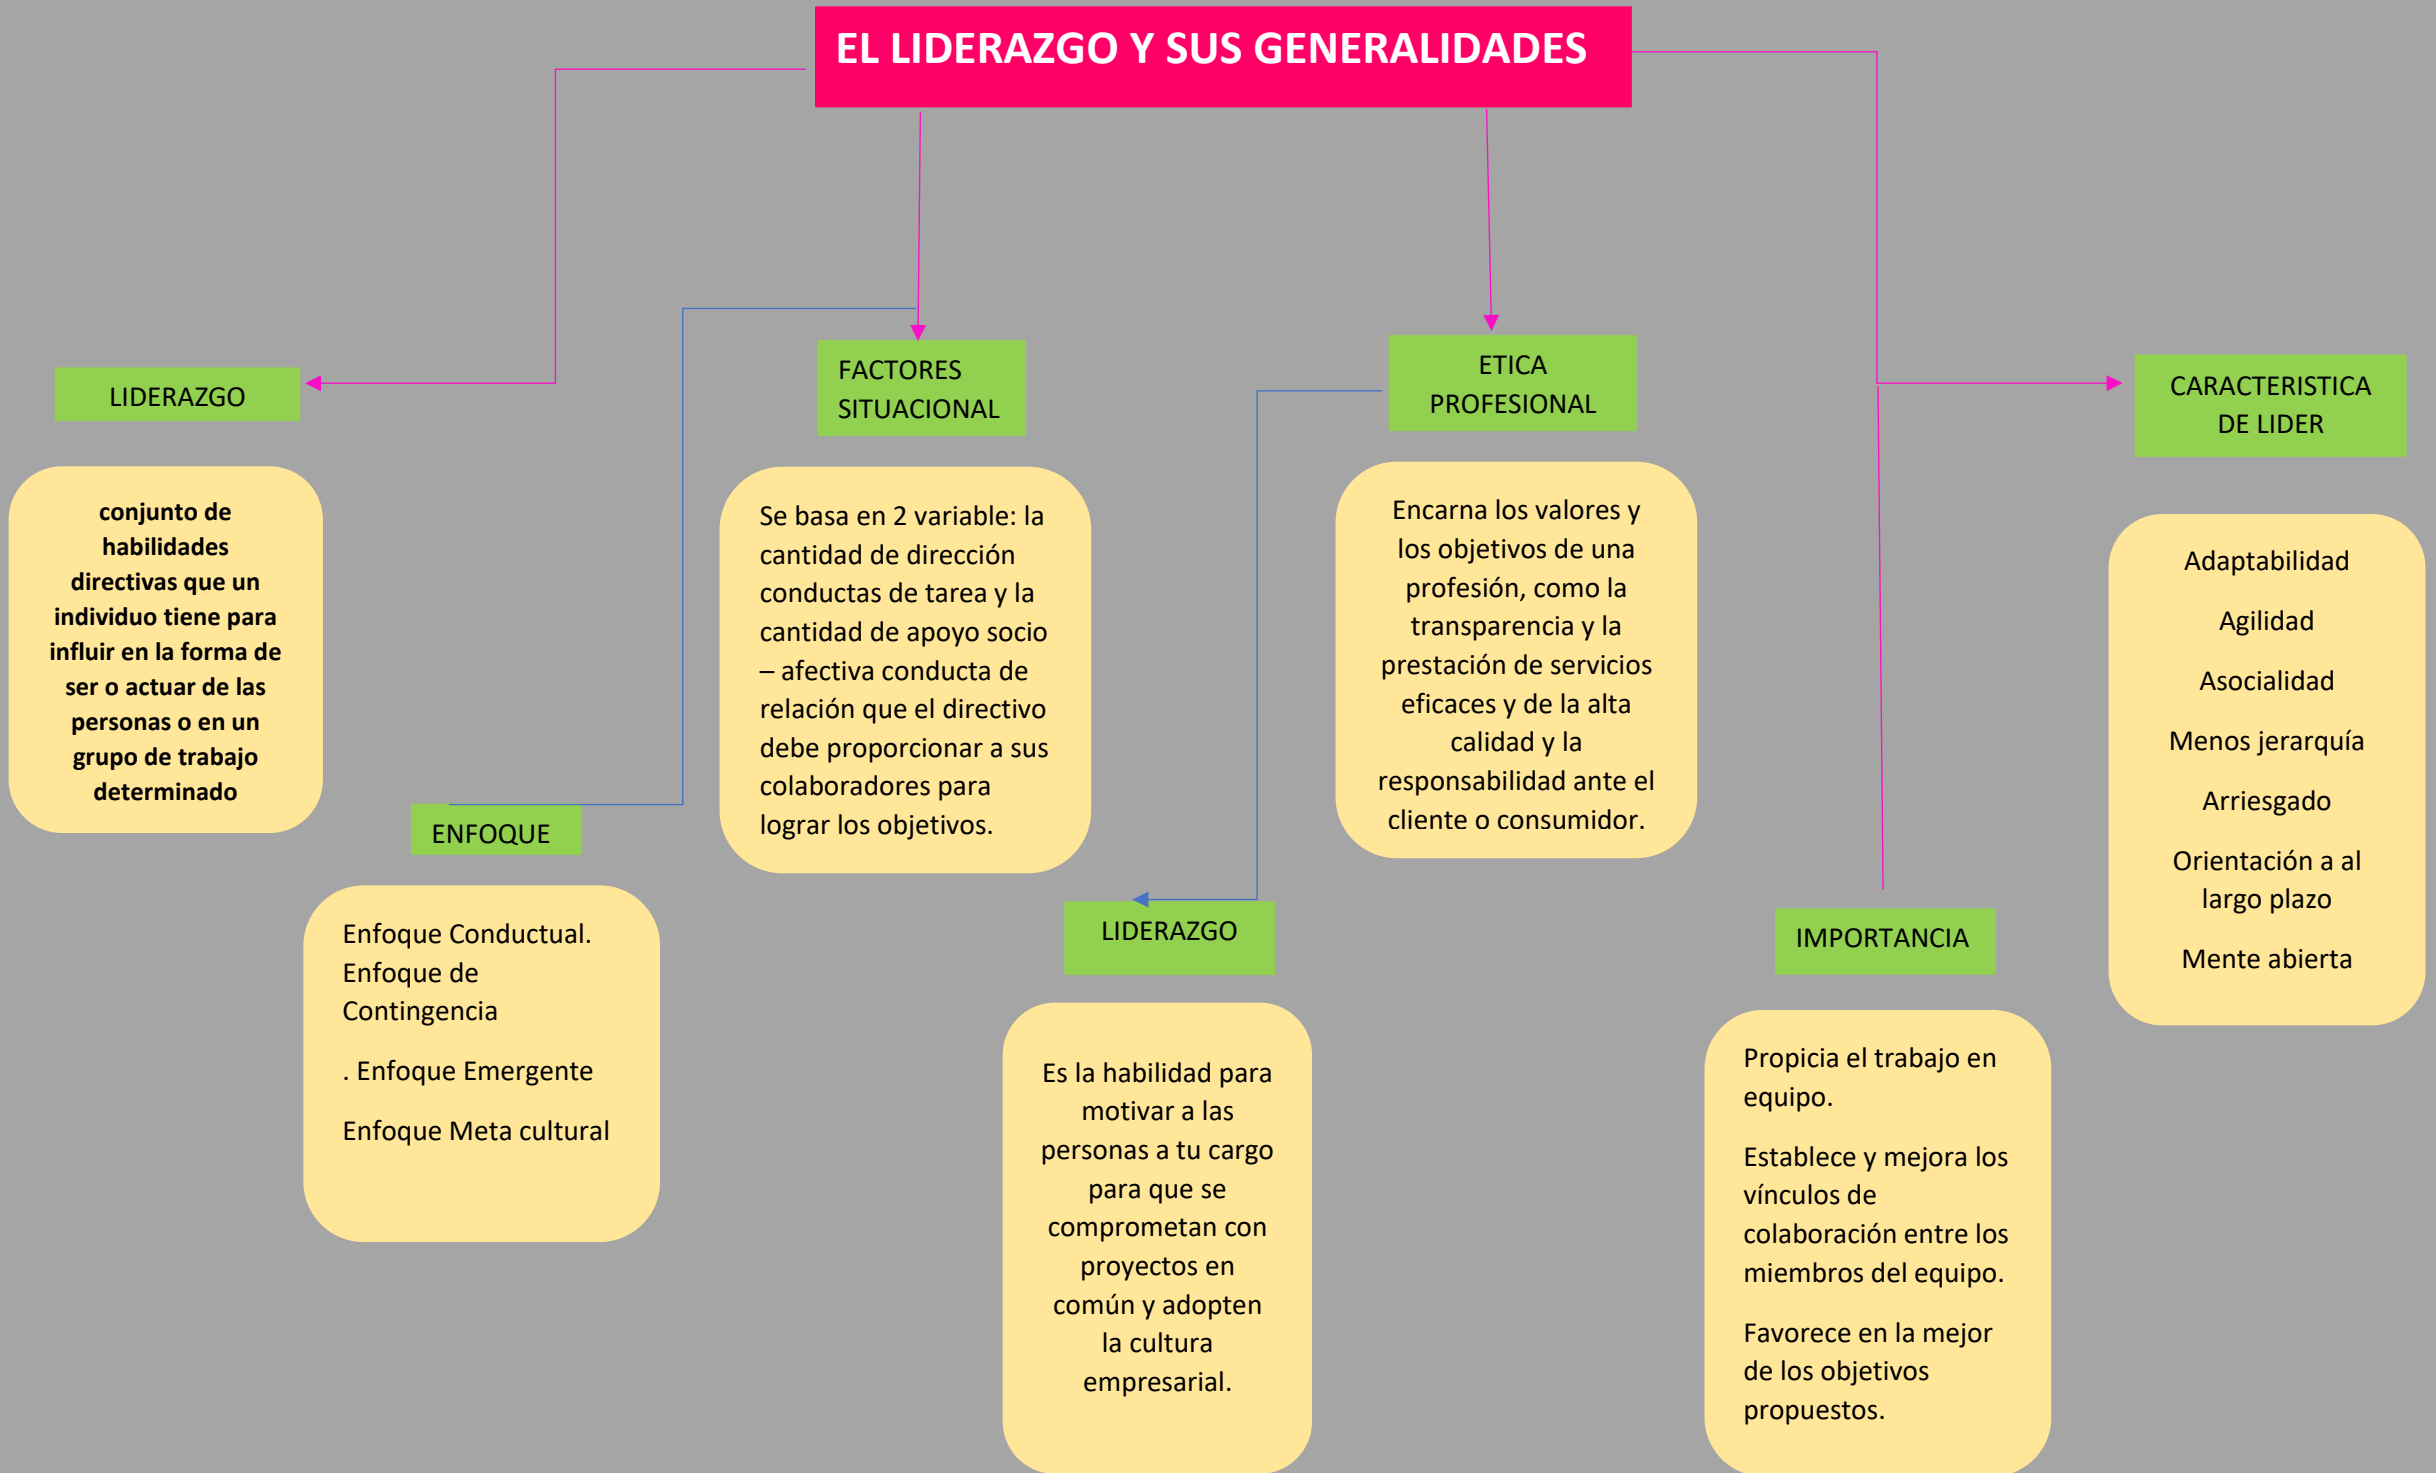 EL LIDERAZGO Y SUS GENERALIDADES
LIDERAZGO
conjunto de
habilidades
directivas que un
individuo tiene para
influir en la forma de
ser o actuar de las
personas o en un
grupo de trabajo
determinado
ENFOQUE
Enfoque Conductual.
Enfoque de
Contingencia
. Enfoque Emergente
Enfoque Meta cultural
FACTORES
SITUACIONAL
Se basa en 2 variable: la
cantidad de dirección
conductas de tarea y la
cantidad de apoyo socio
– afectiva conducta de
relación que el directivo
debe proporcionar a sus
colaboradores para
lograr los objetivos.
ETICA
PROFESIONAL
Encarna los valores y
los objetivos de una
profesión, como la
transparencia y la
prestación de servicios
eficaces y de la alta
calidad y la
responsabilidad ante el
cliente o consumidor.
LIDERAZGO
Es la habilidad para
motivar a las
personas a tu cargo
para que se
comprometan con
proyectos en
común y adopten
la cultura
empresarial.
IMPORTANCIA
Propicia el trabajo en
equipo.
Establece y mejora los
vínculos de
colaboración entre los
miembros del equipo.
Favorece en la mejor
de los objetivos
propuestos.
CARACTERISTICA
DE LIDER
Adaptabilidad
Agilidad
Asocialidad
Menos jerarquía
Arriesgado
Orientación a al
largo plazo
Mente abierta